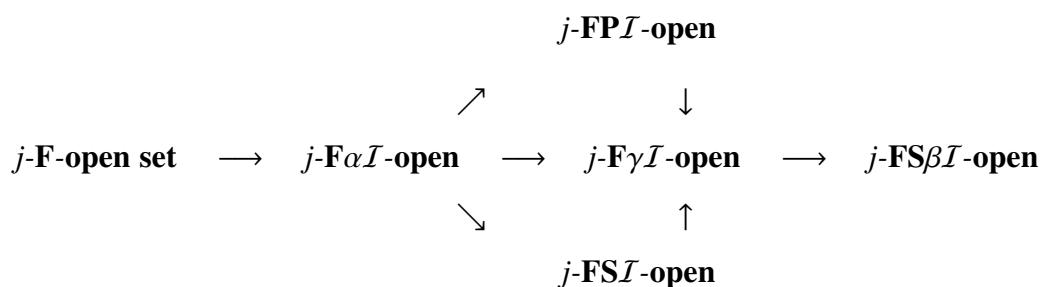 j-FP𝓘-open
↗ ↓
j-F-open set ⟶ j-Fα𝓘-open ⟶ j-Fγ𝓘-open ⟶ j-FSβ𝓘-open
↘ ↑
j-FS𝓘-open